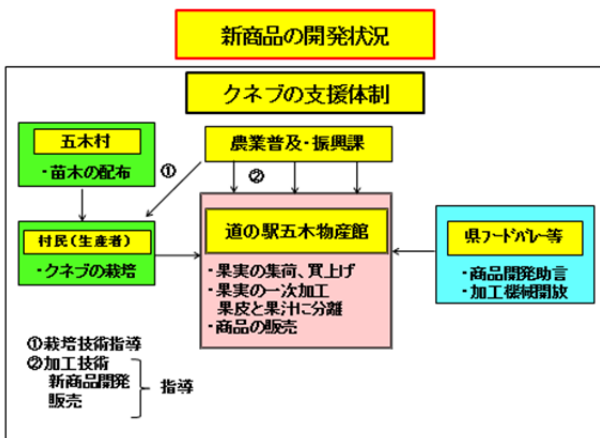 新商品の開発状況
クネブの支援体制
五木村
・苗木の配布
①
農業普及・振興課
②
村民(生産者)
・クネブの栽培
道の駅五木物産館
・果実の集荷、買上げ
・果実の一次加工
果皮と果汁に分離
・商品の販売
県フードバレー等
・商品開発助言
・加工機械開放
①栽培技術指導
②加工技術
新商品開発
販売
指導